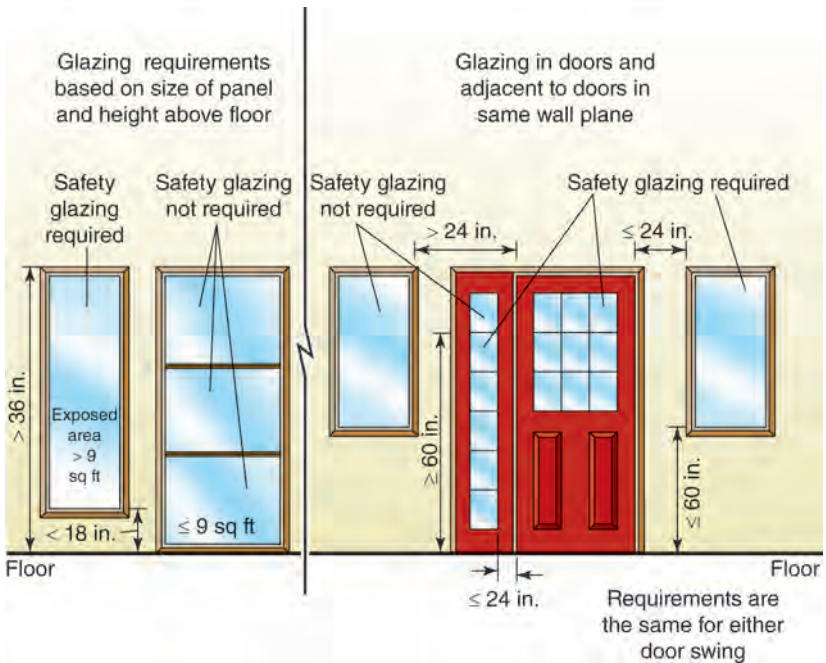 Glazing requirements
based on size of panel
and height above floor
Glazing in doors and
adjacent to doors in
same wall plane
Safety
glazing
required
Safety glazing
not required
Safety glazing
not required
Safety glazing required
> 24 in.
≤ 24 in.
> 36 in.
Exposed
area
> 9
sq ft
< 18 in.
≤ 9 sq ft
≥ 60 in.
≤ 60 in.
Floor
Floor
≤ 24 in.
Requirements are
the same for either
door swing